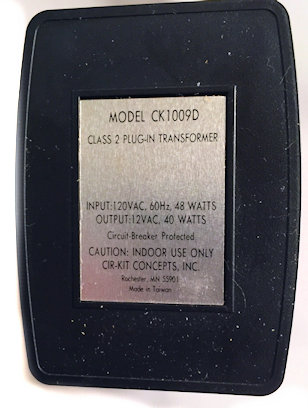 MODEL CK1009D
CLASS 2 PLUG-IN TRANSFORMER
INPUT:120VAC, 60Hz, 48 WATTS
OUTPUT:12VAC, 40 WATTS
Circuit-Breaker Protected
CAUTION: INDOOR USE ONLY
CIR-KIT CONCEPTS, INC.
Rochester, MN 55901
Made in Taiwan